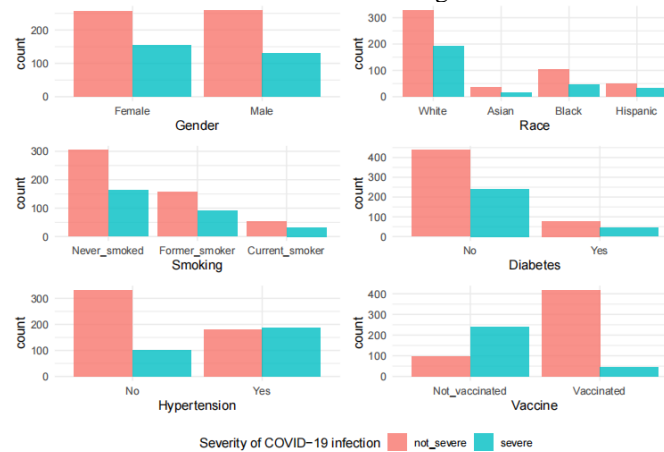 count
200
100
0
Female Male
Gender
count
300
200
100
0
White Asian Black Hispanic
Race
count
300
200
100
0
Never_smoked Former_smoker Current_smoker
Smoking
count
400
300
200
100
0
No Yes
Diabetes
count
300
200
100
0
No Yes
Hypertension
count
400
300
200
100
0
Not_vaccinated Vaccinated
Vaccine
Severity of COVID−19 infection not_severe severe